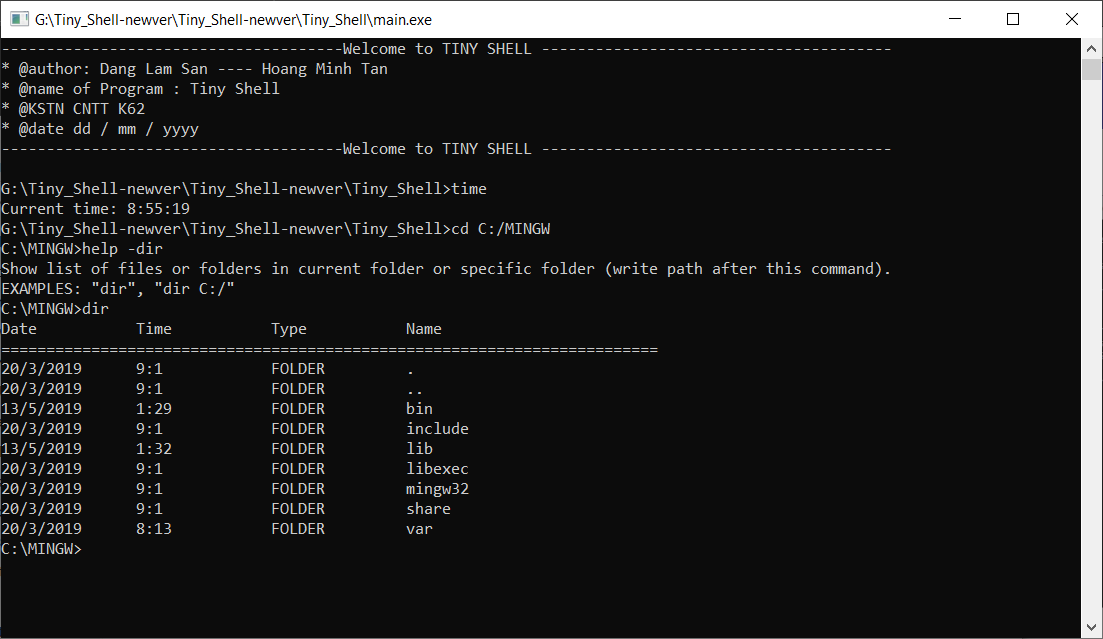 G:\Tiny_Shell-newver\Tiny_Shell-newver\Tiny_Shell\main.exe
--------------------------------------Welcome to TINY SHELL ---------------------------------------
* @author: Dang Lam San ---- Hoang Minh Tan
* @name of Program : Tiny Shell
* @KSTN CNTT K62
* @date dd / mm / yyyy
--------------------------------------Welcome to TINY SHELL ---------------------------------------
G:\Tiny_Shell-newver\Tiny_Shell-newver\Tiny_Shell>time
Current time: 8:55:19
G:\Tiny_Shell-newver\Tiny_Shell-newver\Tiny_Shell>cd C:/MINGW
C:\MINGW>help -dir
Show list of files or folders in current folder or specific folder (write path after this command).
EXAMPLES: "dir", "dir C:/"
C:\MINGW>dir
Date           Time           Type           Name
=========================================================================
20/3/2019      9:1            FOLDER         .
20/3/2019      9:1            FOLDER         ..
13/5/2019      1:29           FOLDER         bin
20/3/2019      9:1            FOLDER         include
13/5/2019      1:32           FOLDER         lib
20/3/2019      9:1            FOLDER         libexec
20/3/2019      9:1            FOLDER         mingw32
20/3/2019      9:1            FOLDER         share
20/3/2019      8:13           FOLDER         var
C:\MINGW>